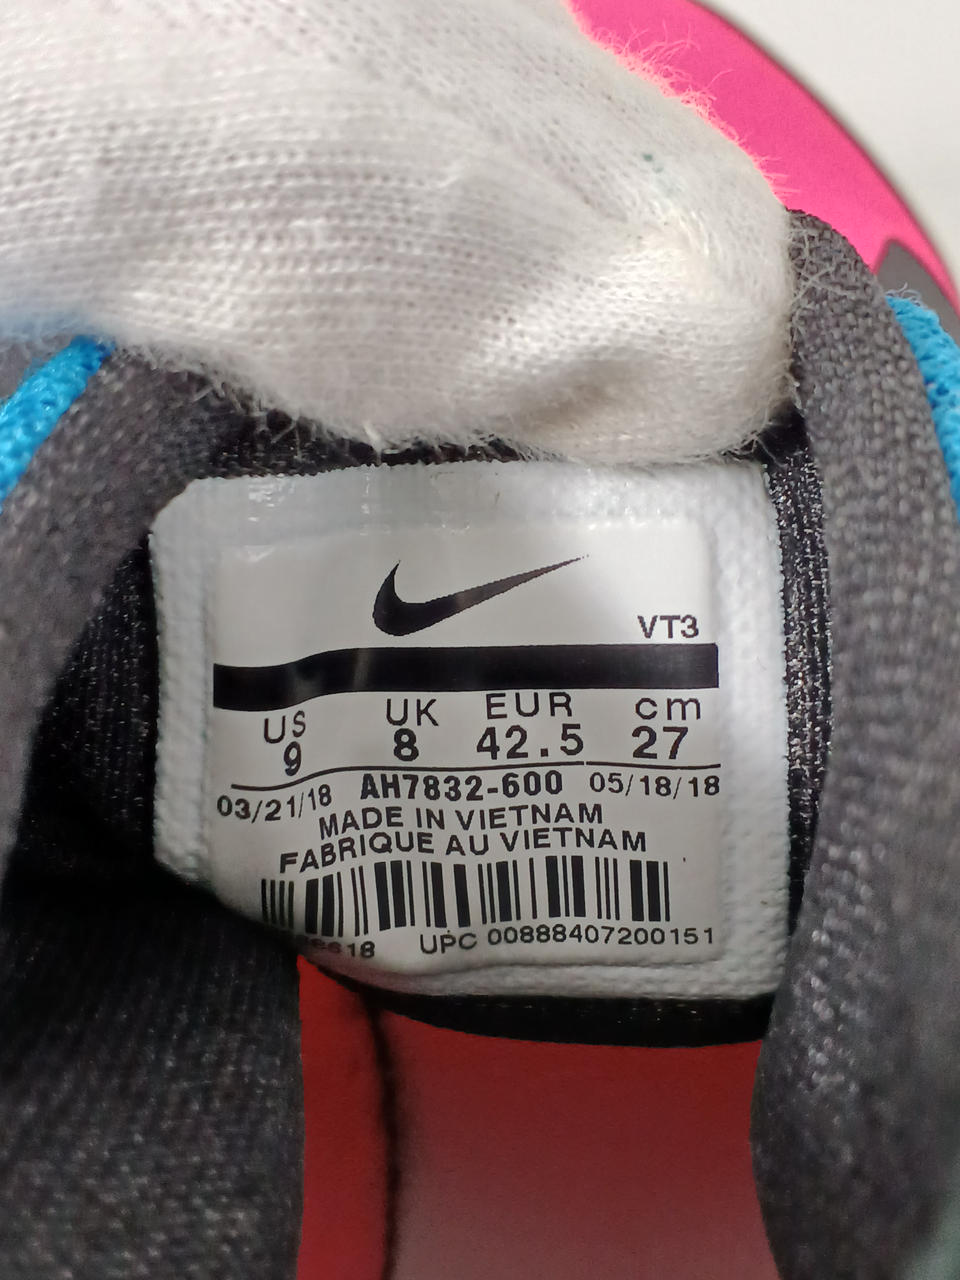 VT3
US UK EUR cm
9 8 42.5 27
03/21/18 AH7832-600 05/18/18
MADE IN VIETNAM
FABRIQUE AU VIETNAM
UPC 00888407200151